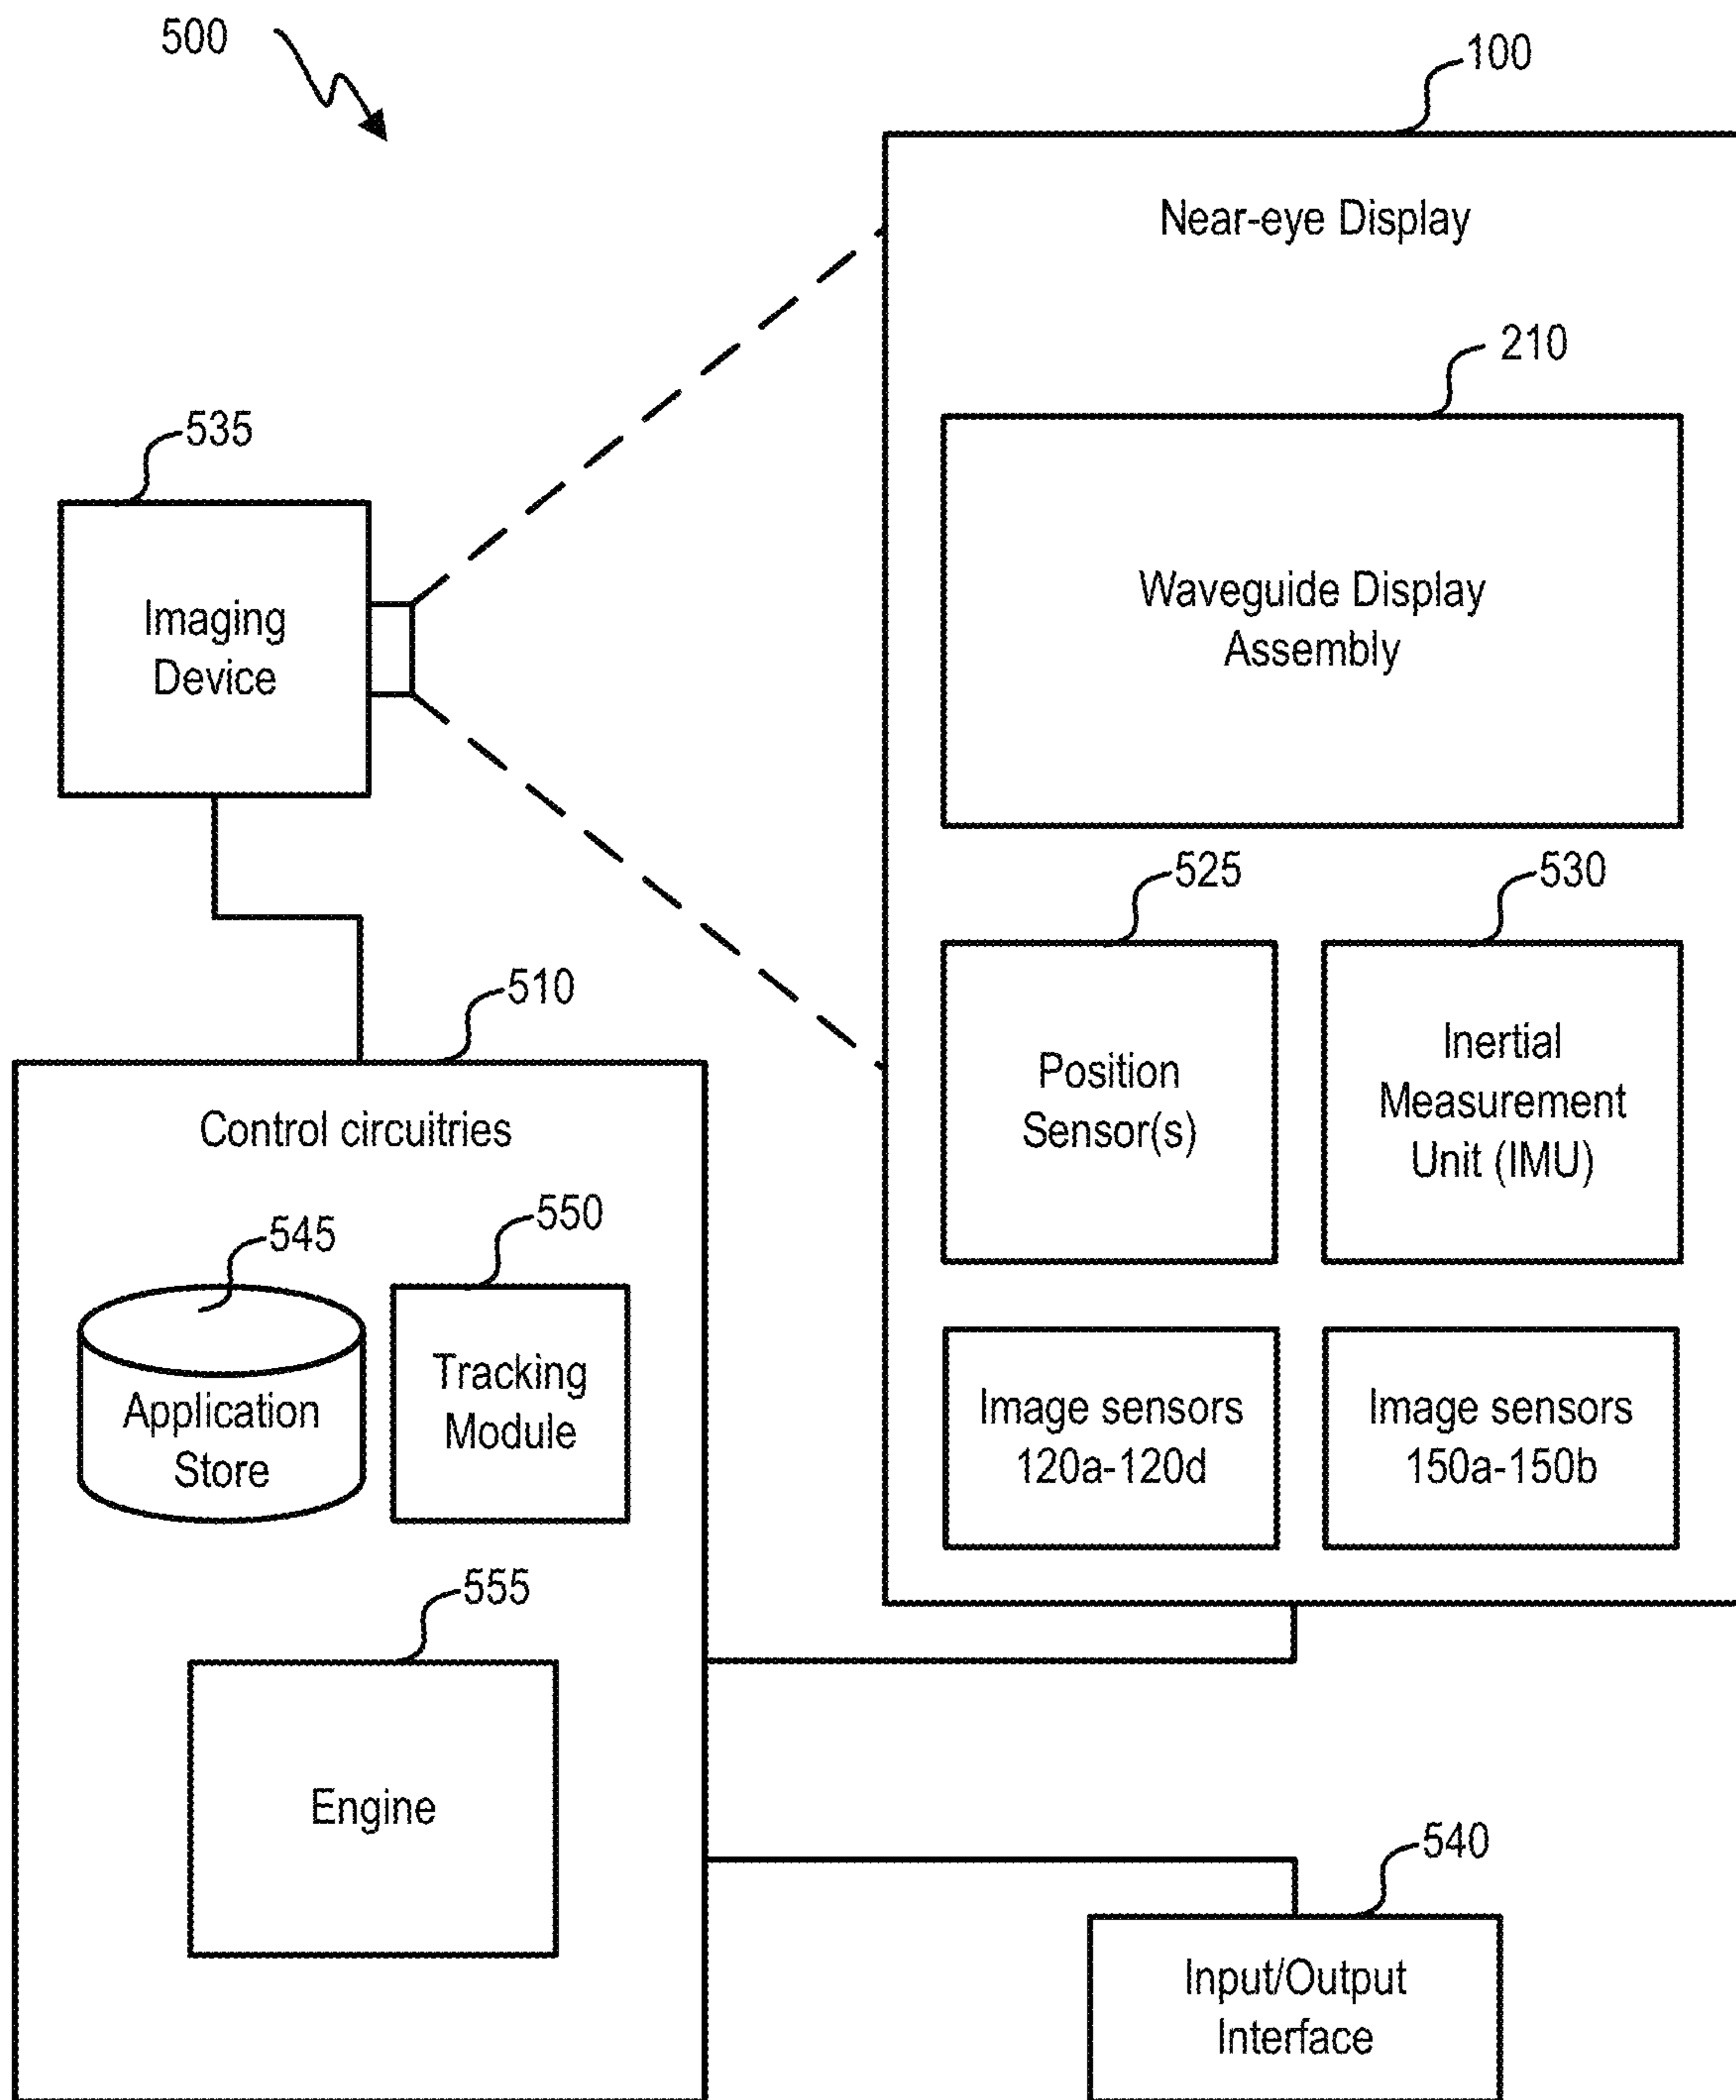 500
100
Near-eye Display
210
Waveguide Display
Assembly
535
Imaging
Device
525
530
Position
Sensor(s)
Inertial
Measurement
Unit (IMU)
510
Control circuitries
545
550
Application
Store
Tracking
Module
Image sensors
120a-120d
Image sensors
150a-150b
555
Engine
540
Input/Output
Interface